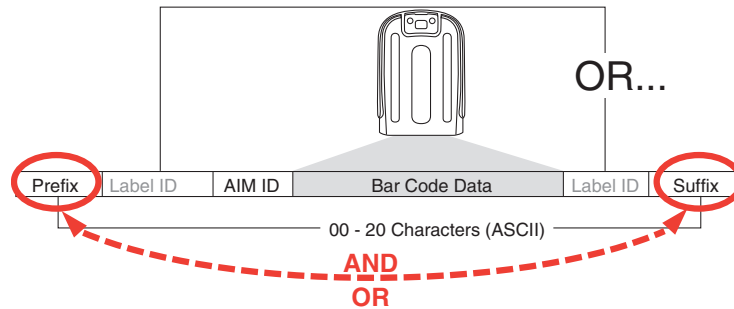 OR...
Prefix Label ID AIM ID Bar Code Data Label ID Suffix
00 - 20 Characters (ASCII)
AND
OR